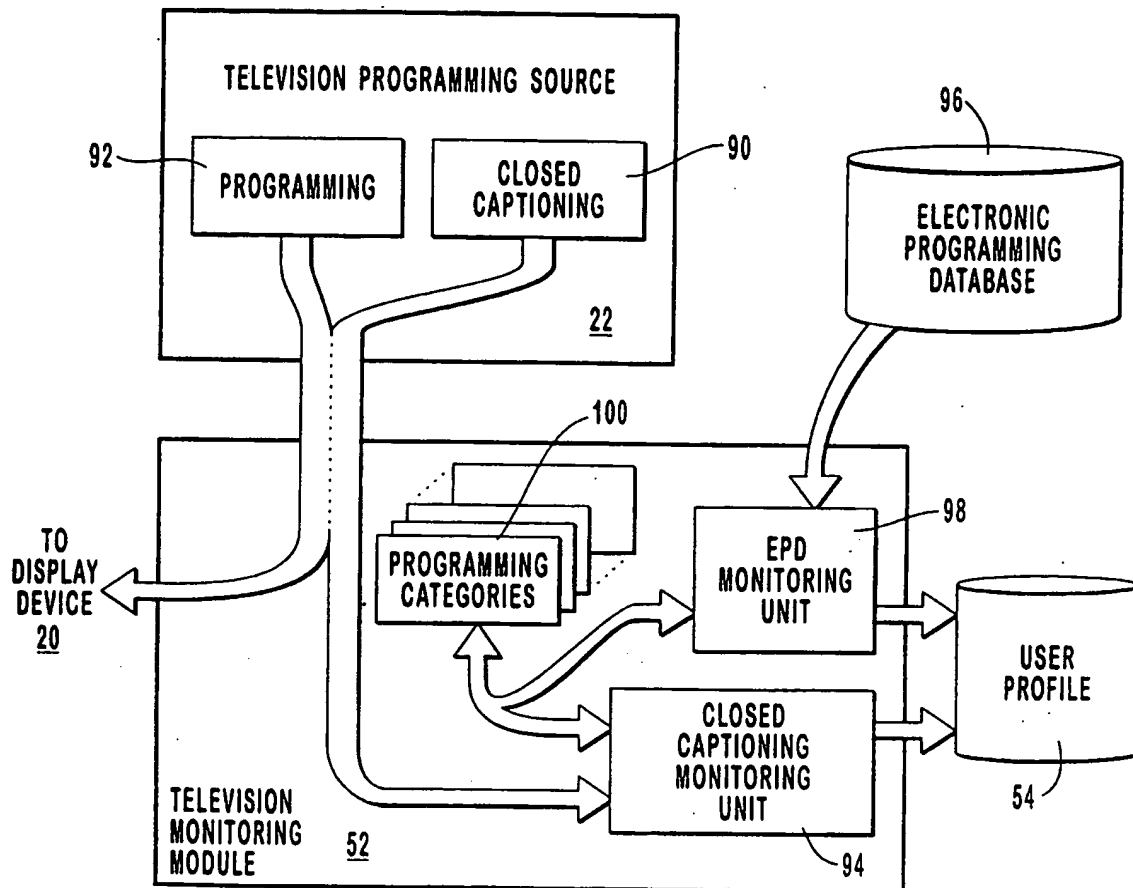 TELEVISION PROGRAMMING SOURCE
92
PROGRAMMING
CLOSED
CAPTIONING
90
22
96
ELECTRONIC
PROGRAMMING
DATABASE
100
PROGRAMMING
CATEGORIES
98
EPD
MONITORING
UNIT
TO
DISPLAY
DEVICE
20
CLOSED
CAPTIONING
MONITORING
UNIT
94
USER
PROFILE
54
TELEVISION
MONITORING
MODULE
52